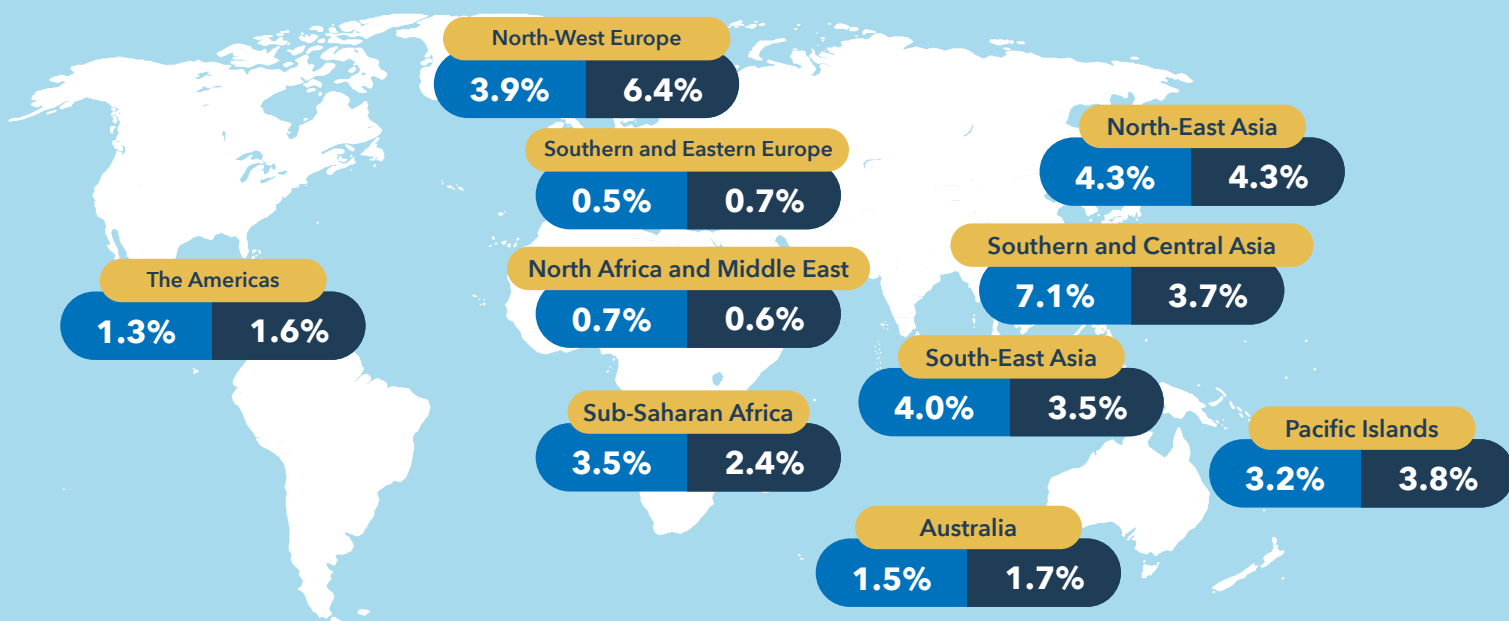 North-West Europe
3.9% 6.4%
Southern and Eastern Europe
0.5% 0.7%
North-East Asia
4.3% 4.3%
Southern and Central Asia
7.1% 3.7%
North Africa and Middle East
0.7% 0.6%
The Americas
1.3% 1.6%
South-East Asia
4.0% 3.5%
Sub-Saharan Africa
3.5% 2.4%
Pacific Islands
3.2% 3.8%
Australia
1.5% 1.7%